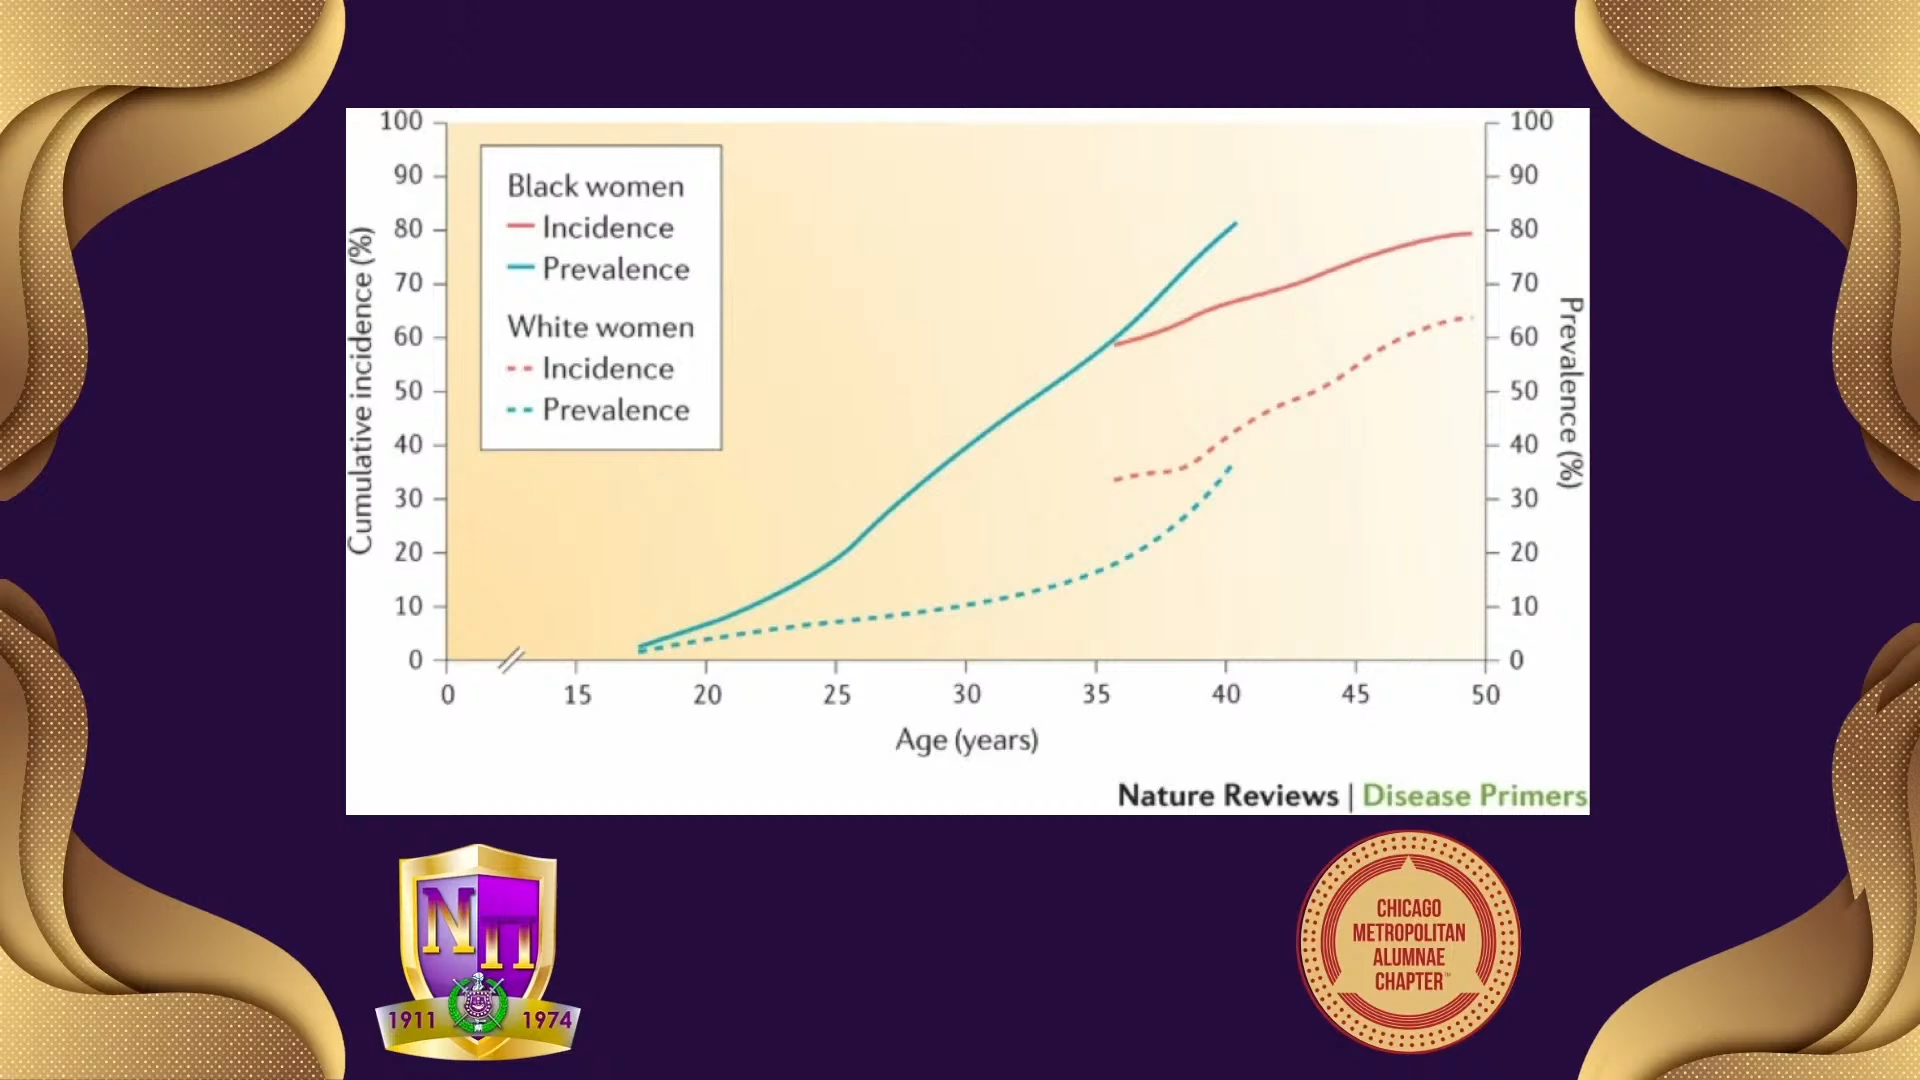 100
90
80
70
60
50
40
30
20
10
0
Cumulative incidence (%)
Black women
Incidence
Prevalence
White women
Incidence
Prevalence
100
90
80
70
60
50
40
30
20
10
0
Prevalence (%)
0 15 20 25 30 35 40 45 50
Age (years)
Nature Reviews | Disease Primers
N Π
1911 1974
CHICAGO
METROPOLITAN
ALUMNAE
CHAPTER™